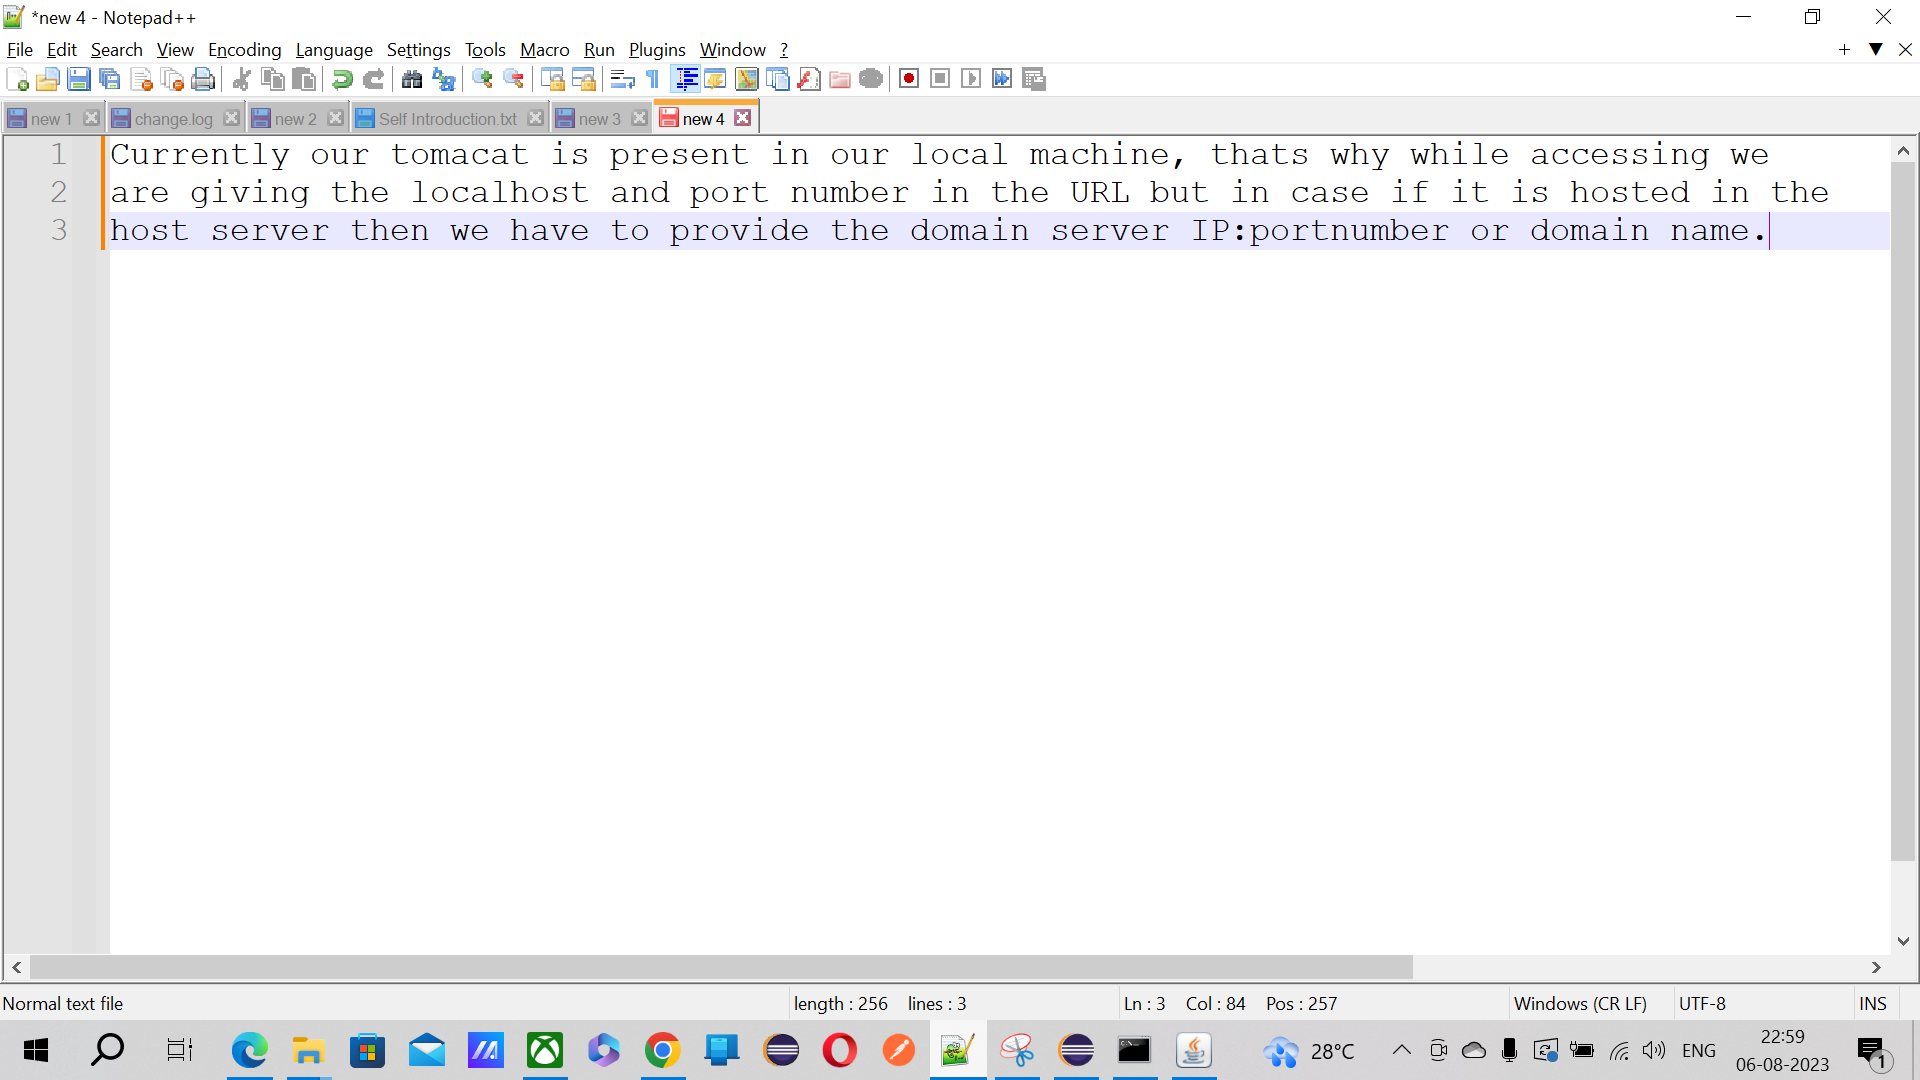 *new 4 - Notepad++
File Edit Search View Encoding Language Settings Tools Macro Run Plugins Window ?
new 1 change.log new 2 Self Introduction.txt new 3 new 4
1 Currently our tomacat is present in our local machine, thats why while accessing we
2 are giving the localhost and port number in the URL but in case if it is hosted in the
3 host server then we have to provide the domain server IP:portnumber or domain name.
Normal text file length : 256 lines : 3 Ln : 3 Col : 84 Pos : 257 Windows (CR LF) UTF-8 INS
28°C ENG 22:59
06-08-2023 1